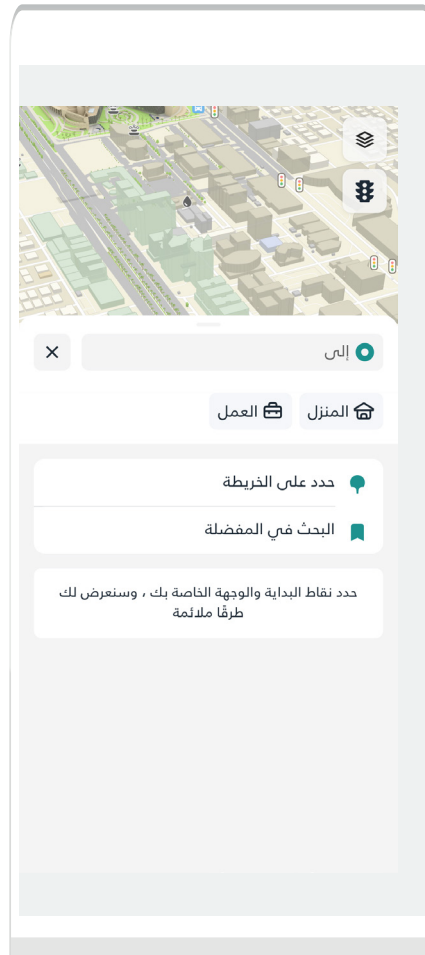 إلى
المنزل
العمل
حدد على الخريطة
البحث في المفضلة
حدد نقاط البداية والوجهة الخاصة بك ، وسنعرض لك
طرقًا ملائمة